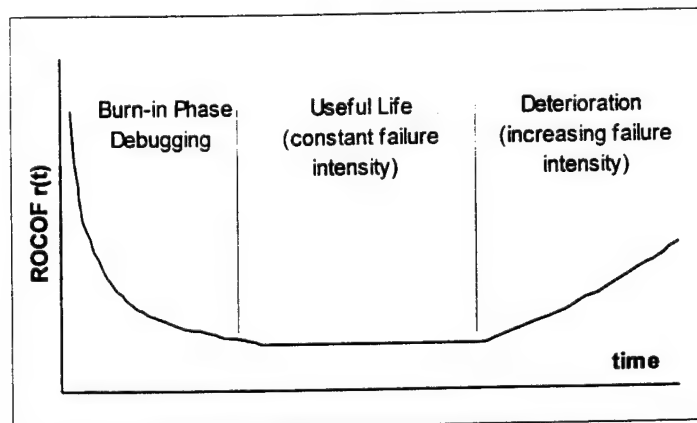 Burn-in Phase
Debugging
Useful Life
(constant failure
intensity)
Deterioration
(increasing failure
intensity)
ROCOF r(t)
time